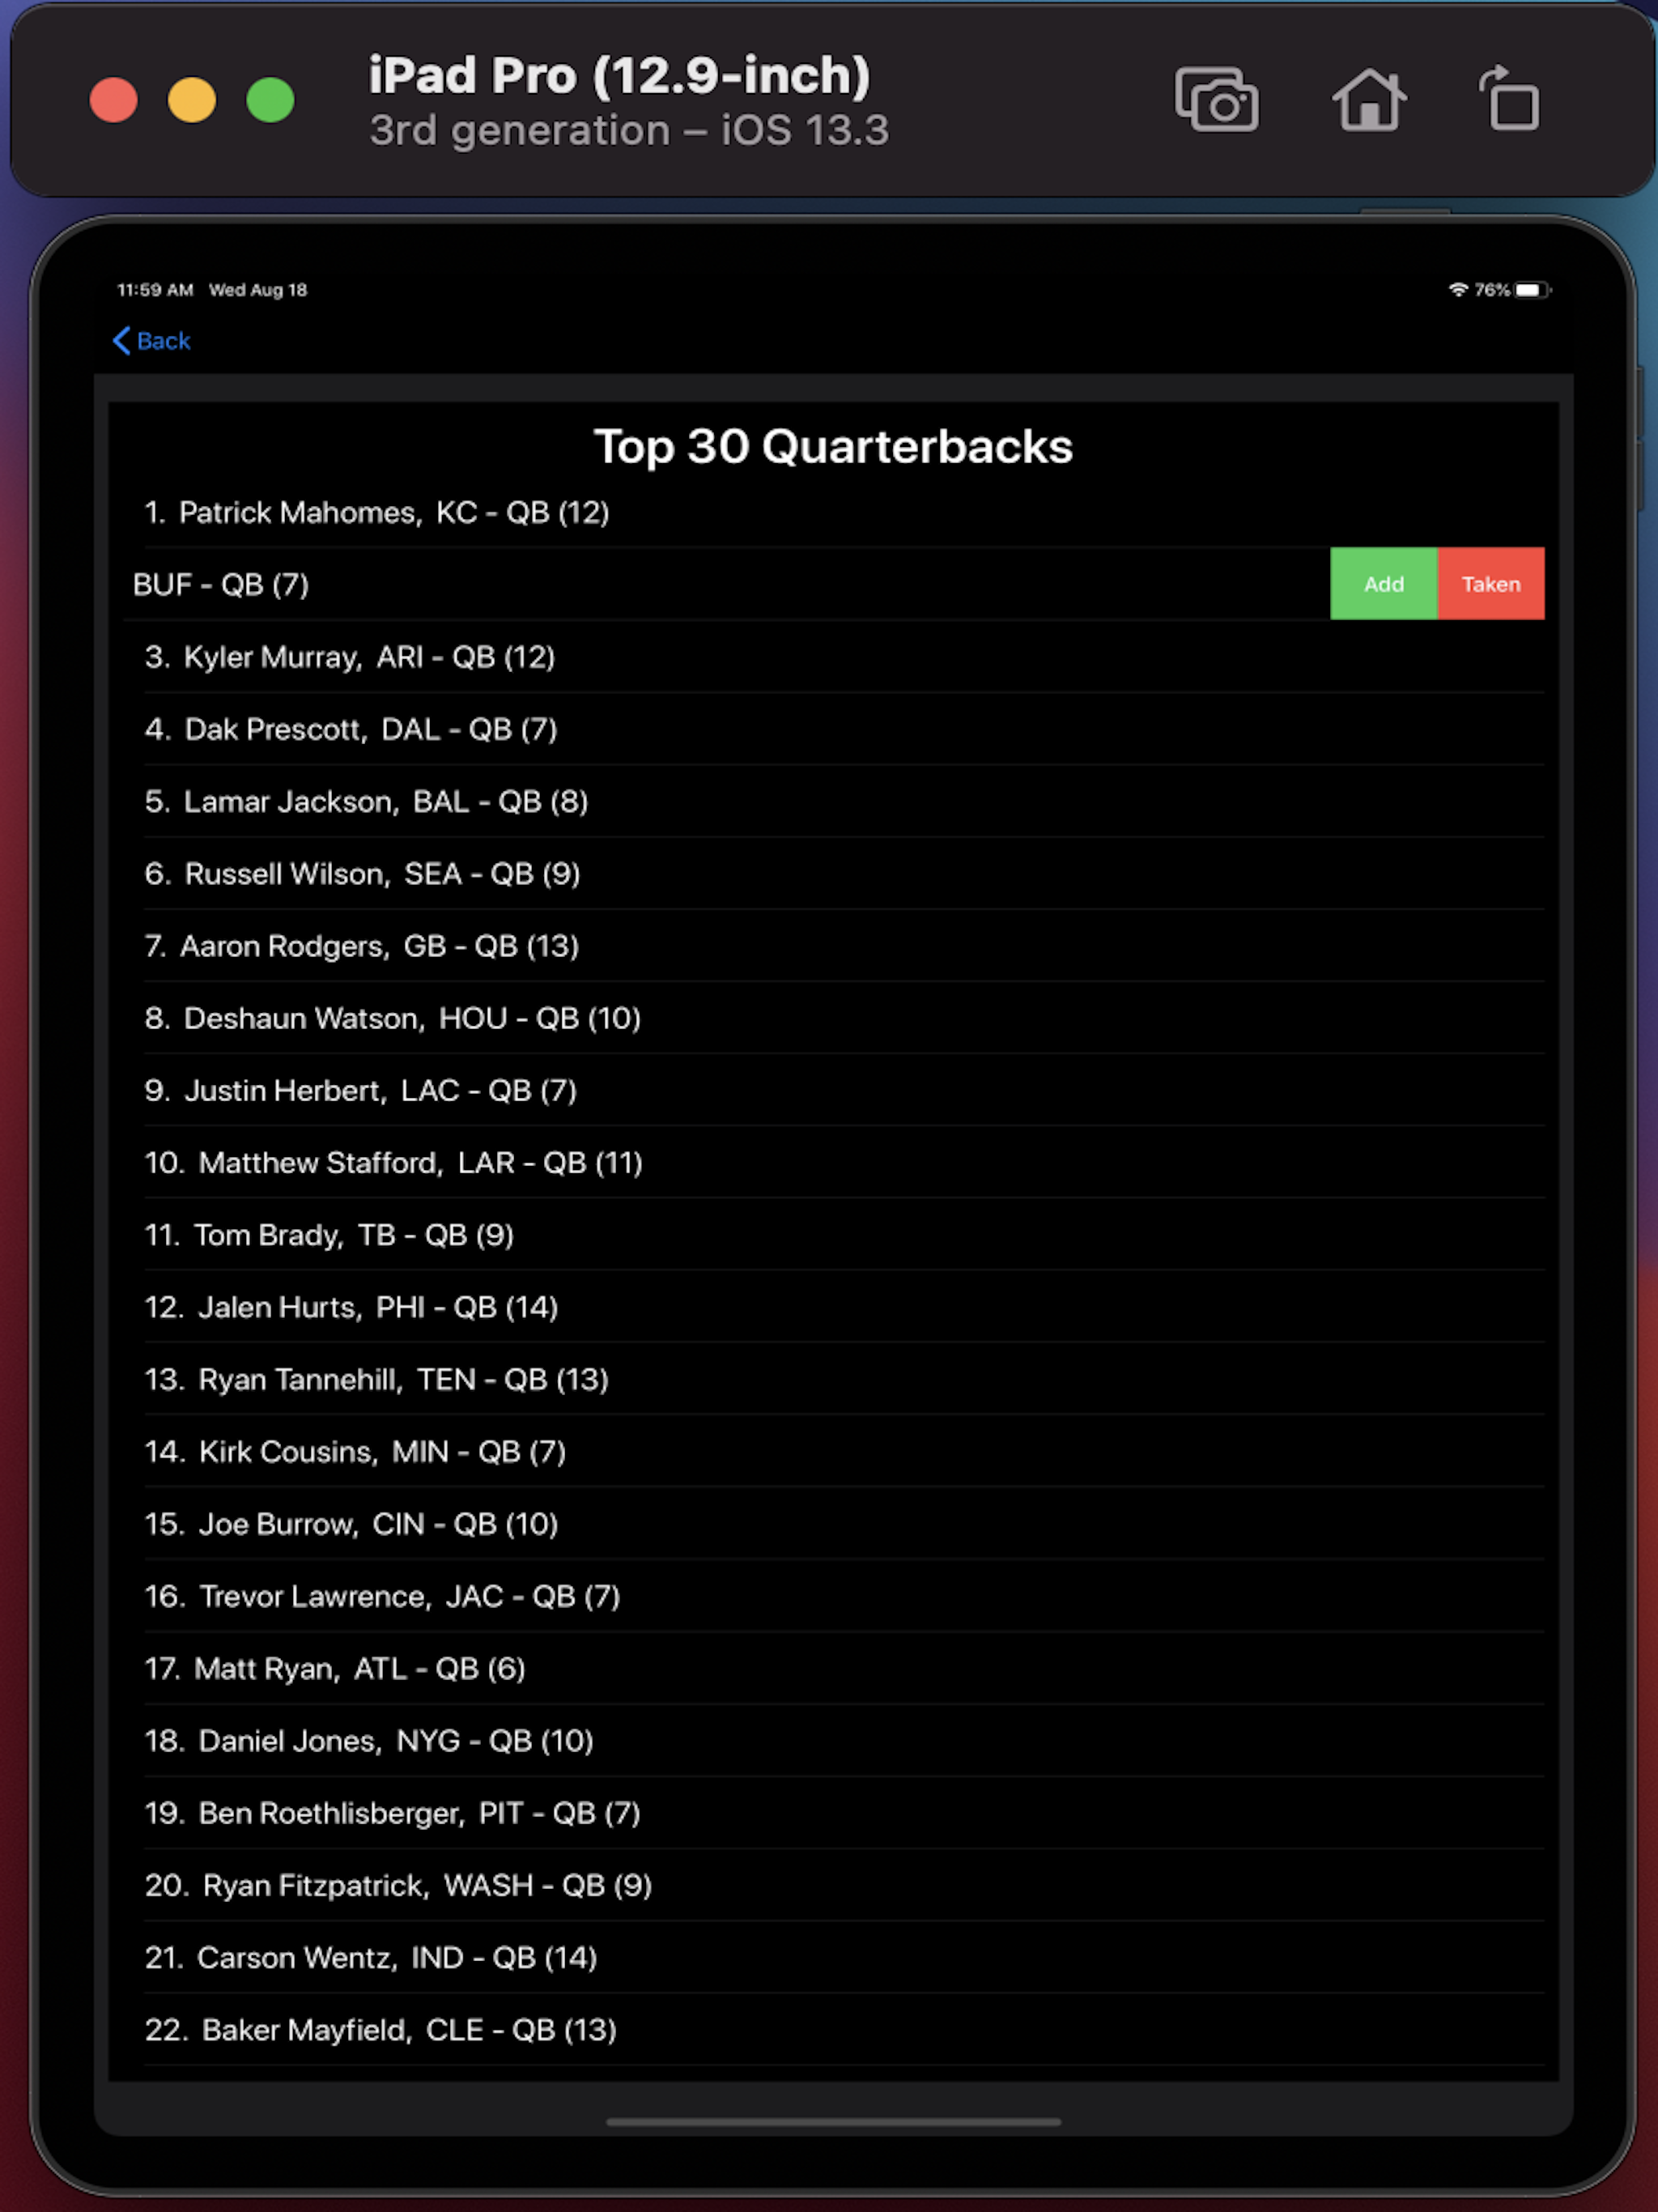 iPad Pro (12.9-inch)
3rd generation – iOS 13.3
11:59 AM Wed Aug 18 76%
Back
Top 30 Quarterbacks
1. Patrick Mahomes, KC - QB (12)
BUF - QB (7) Add Taken
3. Kyler Murray, ARI - QB (12)
4. Dak Prescott, DAL - QB (7)
5. Lamar Jackson, BAL - QB (8)
6. Russell Wilson, SEA - QB (9)
7. Aaron Rodgers, GB - QB (13)
8. Deshaun Watson, HOU - QB (10)
9. Justin Herbert, LAC - QB (7)
10. Matthew Stafford, LAR - QB (11)
11. Tom Brady, TB - QB (9)
12. Jalen Hurts, PHI - QB (14)
13. Ryan Tannehill, TEN - QB (13)
14. Kirk Cousins, MIN - QB (7)
15. Joe Burrow, CIN - QB (10)
16. Trevor Lawrence, JAC - QB (7)
17. Matt Ryan, ATL - QB (6)
18. Daniel Jones, NYG - QB (10)
19. Ben Roethlisberger, PIT - QB (7)
20. Ryan Fitzpatrick, WASH - QB (9)
21. Carson Wentz, IND - QB (14)
22. Baker Mayfield, CLE - QB (13)